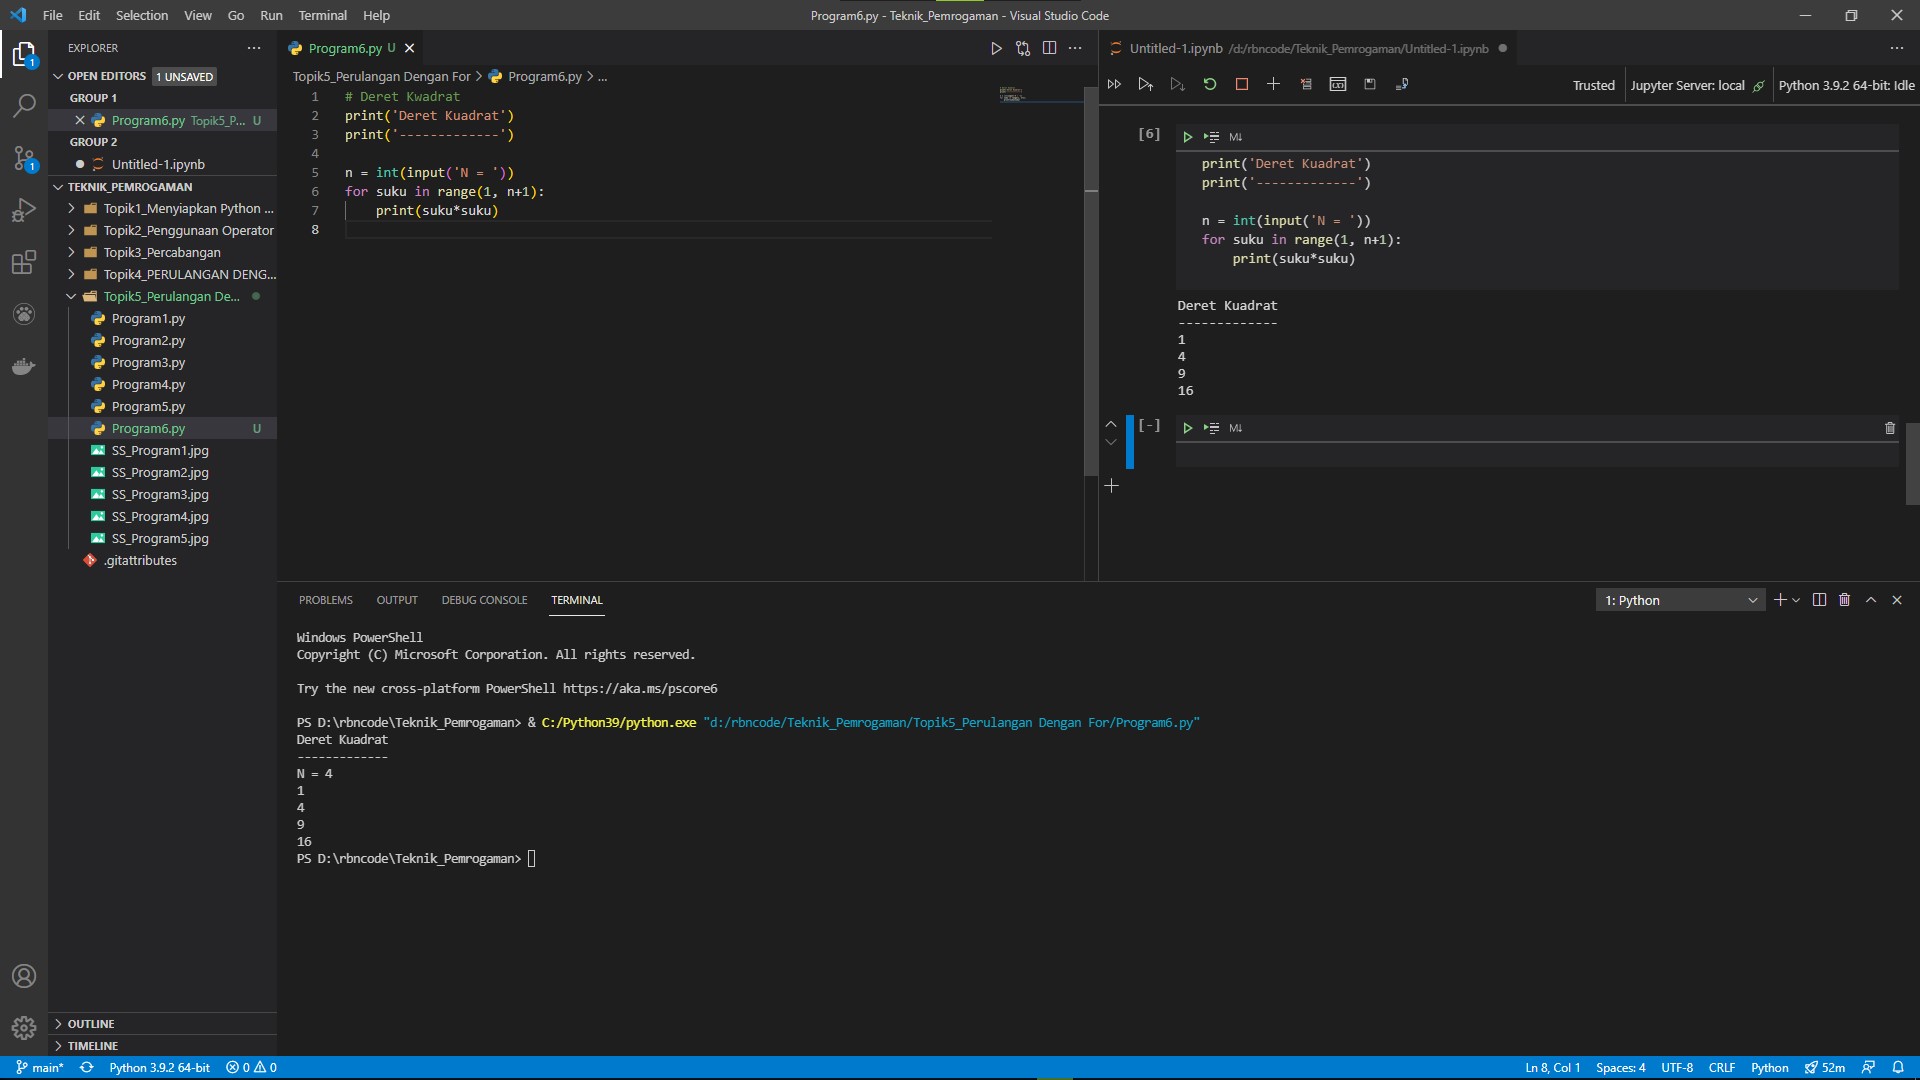 File Edit Selection View Go Run Terminal Help
Program6.py - Teknik_Pemrogaman - Visual Studio Code
EXPLORER
OPEN EDITORS 1 UNSAVED
GROUP 1
Program6.py Topik5_P... U
GROUP 2
Untitled-1.ipynb
TEKNIK_PEMROGAMAN
Topik1_Menyiapkan Python ...
Topik2_Penggunaan Operator
Topik3_Percabangan
Topik4_PERULANGAN DENG...
Topik5_Perulangan De...
Program1.py
Program2.py
Program3.py
Program4.py
Program5.py
Program6.py U
SS_Program1.jpg
SS_Program2.jpg
SS_Program3.jpg
SS_Program4.jpg
SS_Program5.jpg
.gitattributes
OUTLINE
TIMELINE
1
1
Program6.py U
Topik5_Perulangan Dengan For > Program6.py > ...
1 # Deret Kwadrat
2 print('Deret Kuadrat')
3 print('-------------')
4
5 n = int(input('N = '))
6 for suku in range(1, n+1):
7     print(suku*suku)
8
Untitled-1.ipynb /d:/rbncode/Teknik_Pemrogaman/Untitled-1.ipynb
Trusted Jupyter Server: local Python 3.9.2 64-bit: Idle
[6] M↓
print('Deret Kuadrat')
print('-------------')
n = int(input('N = '))
for suku in range(1, n+1):
    print(suku*suku)
Deret Kuadrat
-------------
1
4
9
16
[-] M↓
PROBLEMS OUTPUT DEBUG CONSOLE TERMINAL
1: Python
Windows PowerShell
Copyright (C) Microsoft Corporation. All rights reserved.
Try the new cross-platform PowerShell https://aka.ms/pscore6
PS D:\rbncode\Teknik_Pemrogaman> & C:/Python39/python.exe "d:/rbncode/Teknik_Pemrogaman/Topik5_Perulangan Dengan For/Program6.py"
Deret Kuadrat
-------------
N = 4
1
4
9
16
PS D:\rbncode\Teknik_Pemrogaman>
main* Python 3.9.2 64-bit 0 0
Ln 8, Col 1 Spaces: 4 UTF-8 CRLF Python 52m